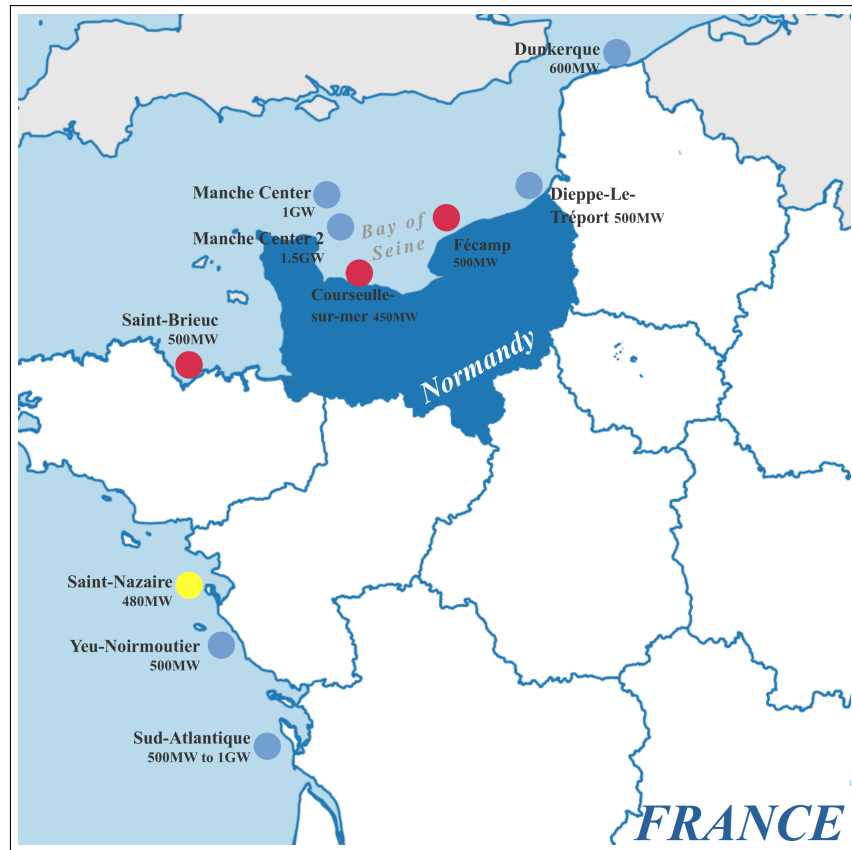 Dunkerque
600MW
Manche Center
1GW
Dieppe-Le-
Tréport 500MW
Manche Center 2
1.5GW
Bay of
Seine
Fécamp
500MW
Courseulle-
sur-mer 450MW
Saint-Brieuc
500MW
Normandy
Saint-Nazaire
480MW
Yeu-Noirmoutier
500MW
Sud-Atlantique
500MW to 1GW
FRANCE